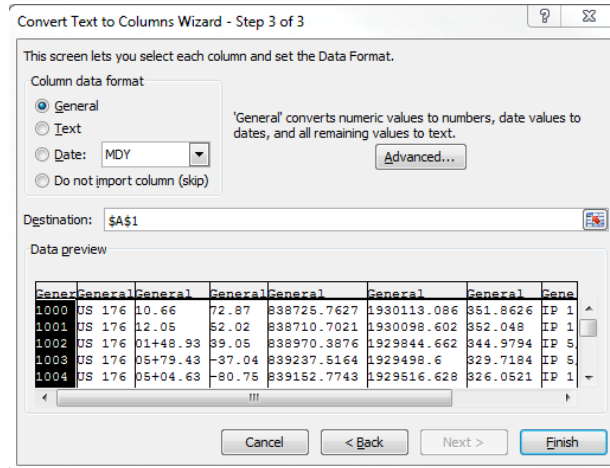 Convert Text to Columns Wizard - Step 3 of 3
This screen lets you select each column and set the Data Format.
Column data format
General
Text
Date: MDY
Do not import column (skip)
'General' converts numeric values to numbers, date values to
dates, and all remaining values to text.
Advanced...
Destination: $A$1
Data preview
Gener General General General General General General Gene
1000 US 176 10.66 72.87 838725.7627 1930113.086 351.8626 IP 1
1001 US 176 12.05 52.02 838710.7021 1930098.602 352.048 IP 1
1002 US 176 01+48.93 39.05 838970.3876 1929844.662 344.9794 IP 5
1003 US 176 05+79.43 -37.04 839237.5164 1929498.6 329.7184 IP 5
1004 US 176 05+04.63 -80.75 839152.7743 1929516.628 326.0521 IP 1
Cancel < Back Next > Finish